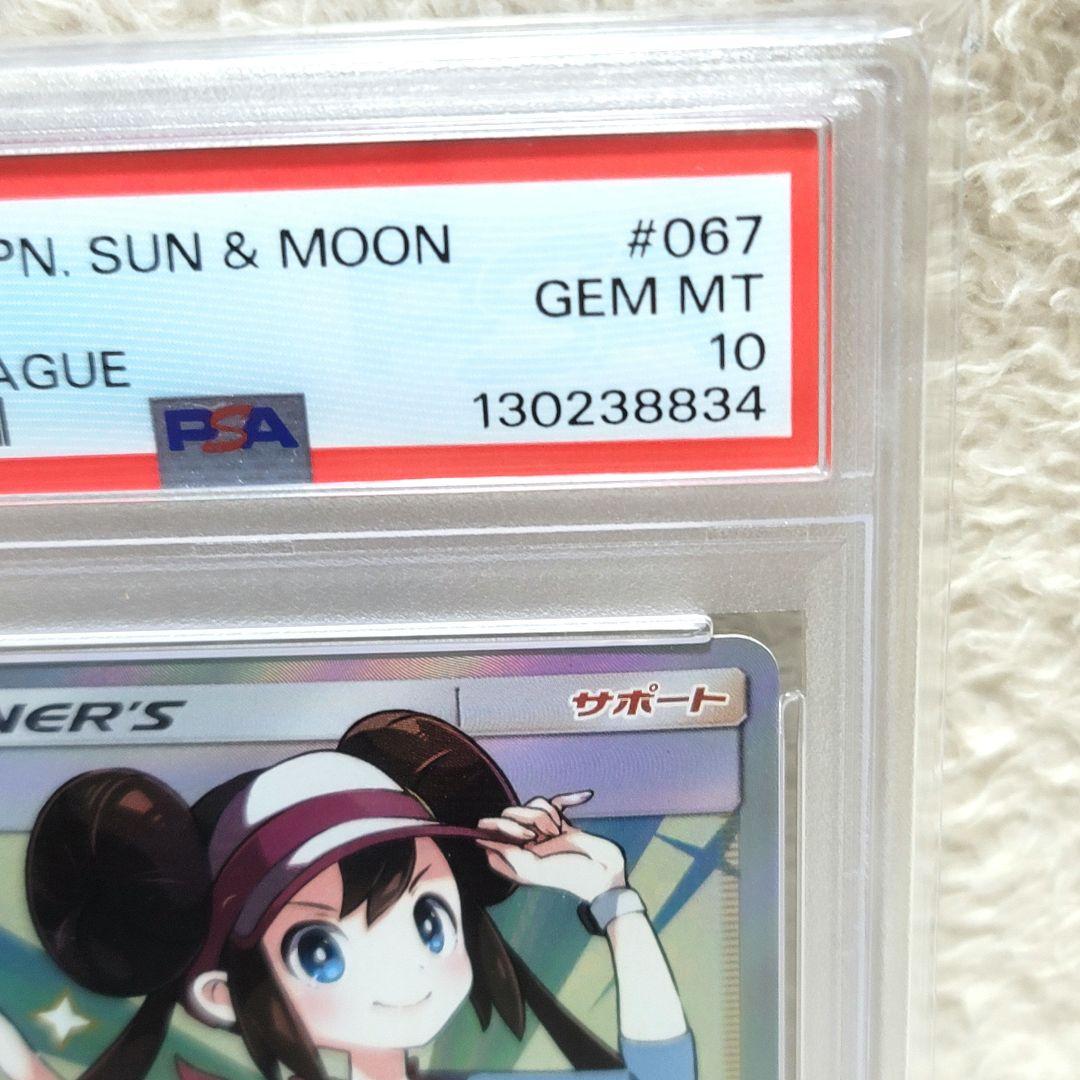 PN. SUN & MOON #067
GEM MT
AGUE 10
PSA 130238834
NER'S サポート